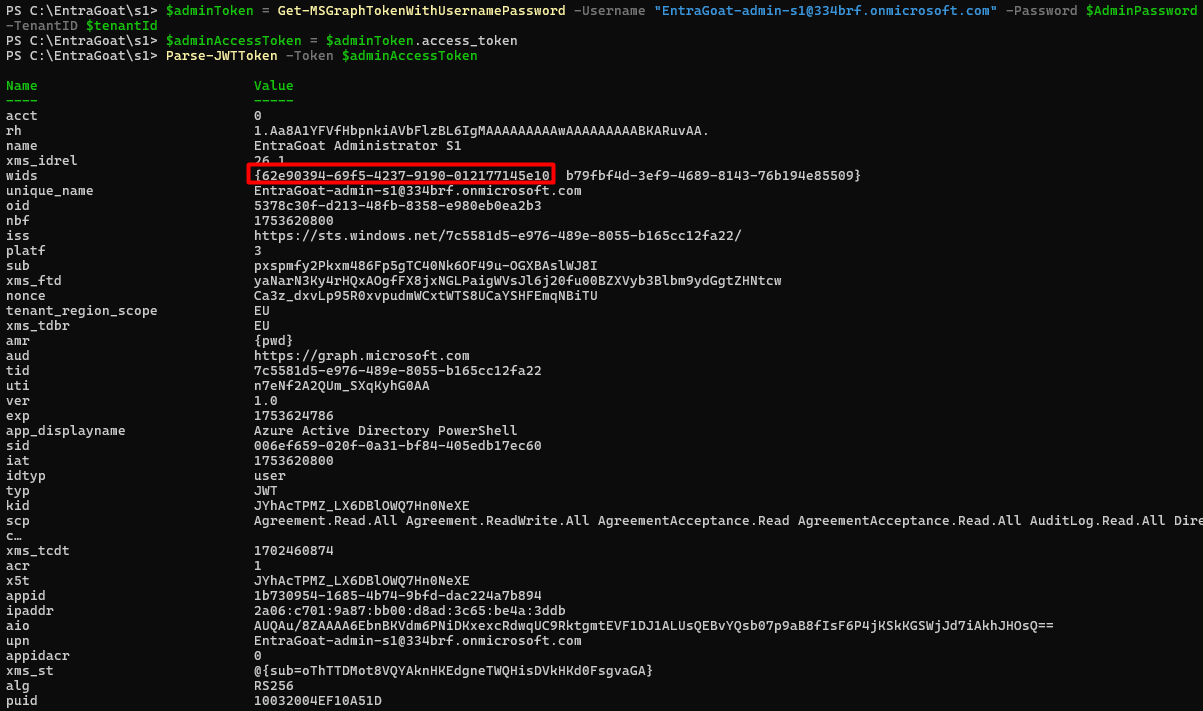 PS C:\EntraGoat\s1> $adminToken = Get-MSGraphTokenWithUsernamePassword -Username "EntraGoat-admin-s1@334brf.onmicrosoft.com" -Password $AdminPassword
-TenantID $tenantId
PS C:\EntraGoat\s1> $adminAccessToken = $adminToken.access_token
PS C:\EntraGoat\s1> Parse-JWTToken -Token $adminAccessToken
Name Value
---- -----
acct 0
rh 1.Aa8A1YFVfHbpnkiAVbFlzBL6IgMAAAAAAAAAwAAAAAAAAABKARuvAA.
name EntraGoat Administrator S1
xms_idrel 26 1
wids {62e90394-69f5-4237-9190-012177145e10, b79fbf4d-3ef9-4689-8143-76b194e85509}
unique_name EntraGoat-admin-s1@334brf.onmicrosoft.com
oid 5378c30f-d213-48fb-8358-e980eb0ea2b3
nbf 1753620800
iss https://sts.windows.net/7c5581d5-e976-489e-8055-b165cc12fa22/
platf 3
sub pxspmfy2Pkxm486Fp5gTC40Nk6OF49u-OGXBAslWJ8I
xms_ftd yaNarN3Ky4rHQxAOgfFX8jxNGLPaigWVsJl6j20fu00BZXVyb3Blbm9ydGgtZHNtcw
nonce Ca3z_dxvLp95R0xvpudmWCxtWTS8UCaYSHFEmqNBiTU
tenant_region_scope EU
xms_tdbr EU
amr {pwd}
aud https://graph.microsoft.com
tid 7c5581d5-e976-489e-8055-b165cc12fa22
uti n7eNf2A2QUm_SXqKyhG0AA
ver 1.0
exp 1753624786
app_displayname Azure Active Directory PowerShell
sid 006ef659-020f-0a31-bf84-405edb17ec60
iat 1753620800
idtyp user
typ JWT
kid JYhAcTPMZ_LX6DBlOWQ7Hn0NeXE
scp Agreement.Read.All Agreement.ReadWrite.All AgreementAcceptance.Read AgreementAcceptance.Read.All AuditLog.Read.All Dire
c…
xms_tcdt 1702460874
acr 1
x5t JYhAcTPMZ_LX6DBlOWQ7Hn0NeXE
appid 1b730954-1685-4b74-9bfd-dac224a7b894
ipaddr 2a06:c701:9a87:bb00:d8ad:3c65:be4a:3ddb
aio AUQAu/8ZAAAA6EbnBKVdm6PNiDKxexcRdwqUC9RktgmtEVF1DJ1ALUsQEBvYQsb07p9aB8fIsF6P4jKSkKGSWjJd7iAkhJHOsQ==
upn EntraGoat-admin-s1@334brf.onmicrosoft.com
appidacr 0
xms_st @{sub=oThTTDMot8VQYAknHKEdgneTWQHisDVkHKd0FsgvaGA}
alg RS256
puid 10032004EF10A51D